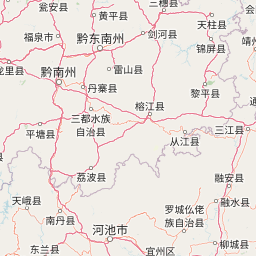 瓮安县
三穗县
黄平县
天柱县
福泉市
黔东南州
剑河县
靖州
锦屏县
龙里县
黔南州
雷山县
丹寨县
黎平县
榕江县
三都水族
自治县
平塘县
从江县
三江县
荔波县
融安县
天峨县
南丹县
罗城仫佬
族自治县
融水县
河池市
东兰县
宜州区
柳城县